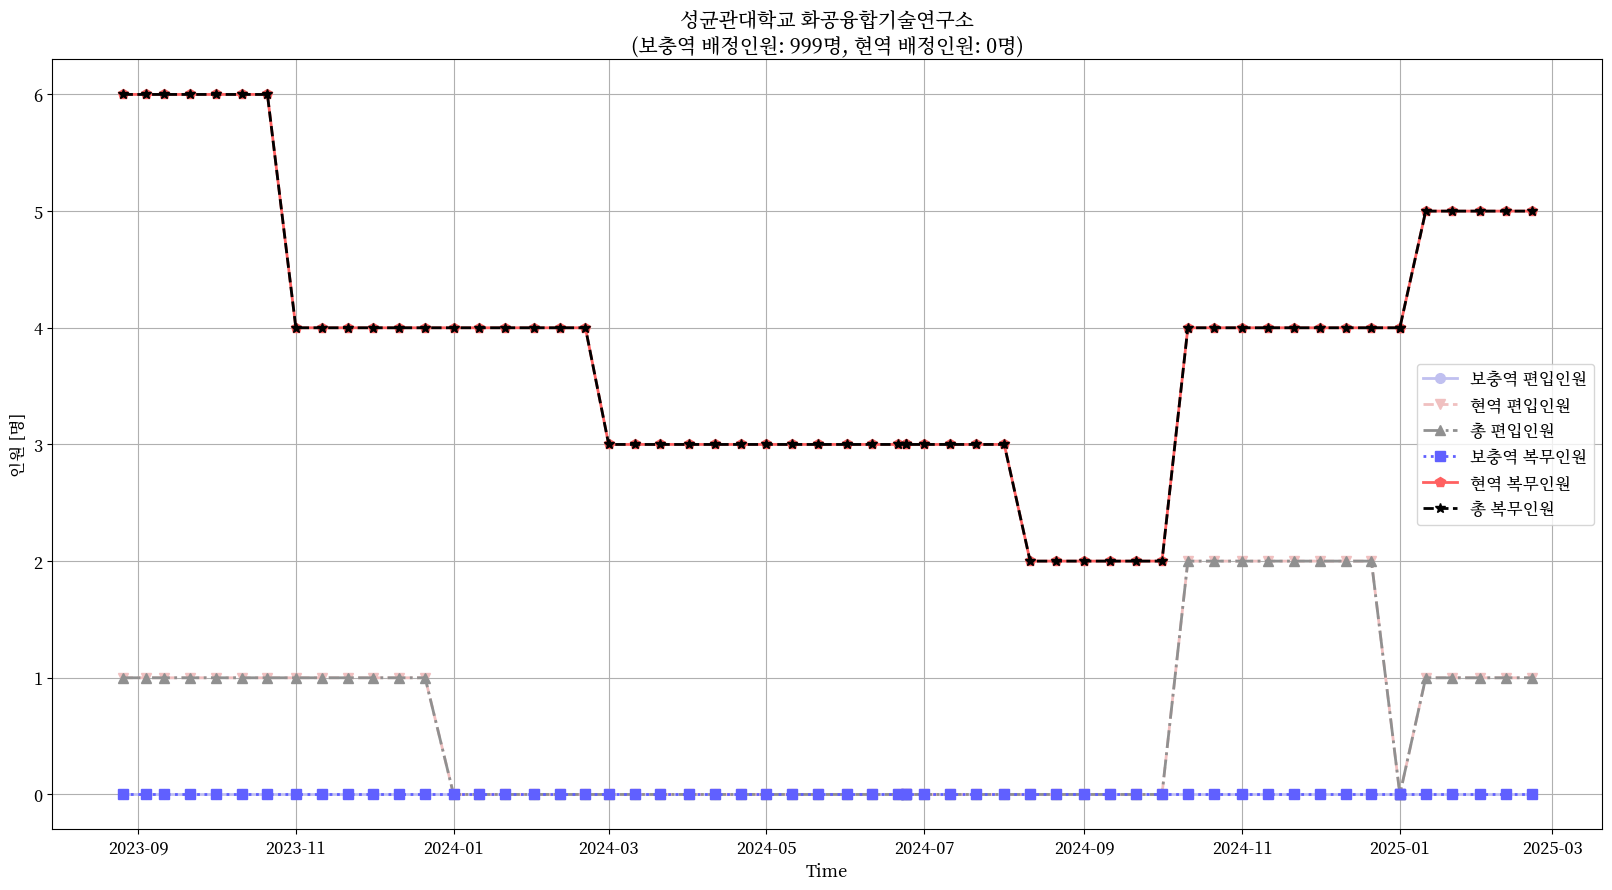 성균관대학교 화공융합기술연구소
(보충역 배정인원: 999명, 현역 배정인원: 0명)
인원 [명]
6
5
4
3
2
1
0
보충역 편입인원
현역 편입인원
총 편입인원
보충역 복무인원
현역 복무인원
총 복무인원
2023-09 2023-11 2024-01 2024-03 2024-05 2024-07 2024-09 2024-11 2025-01 2025-03
Time